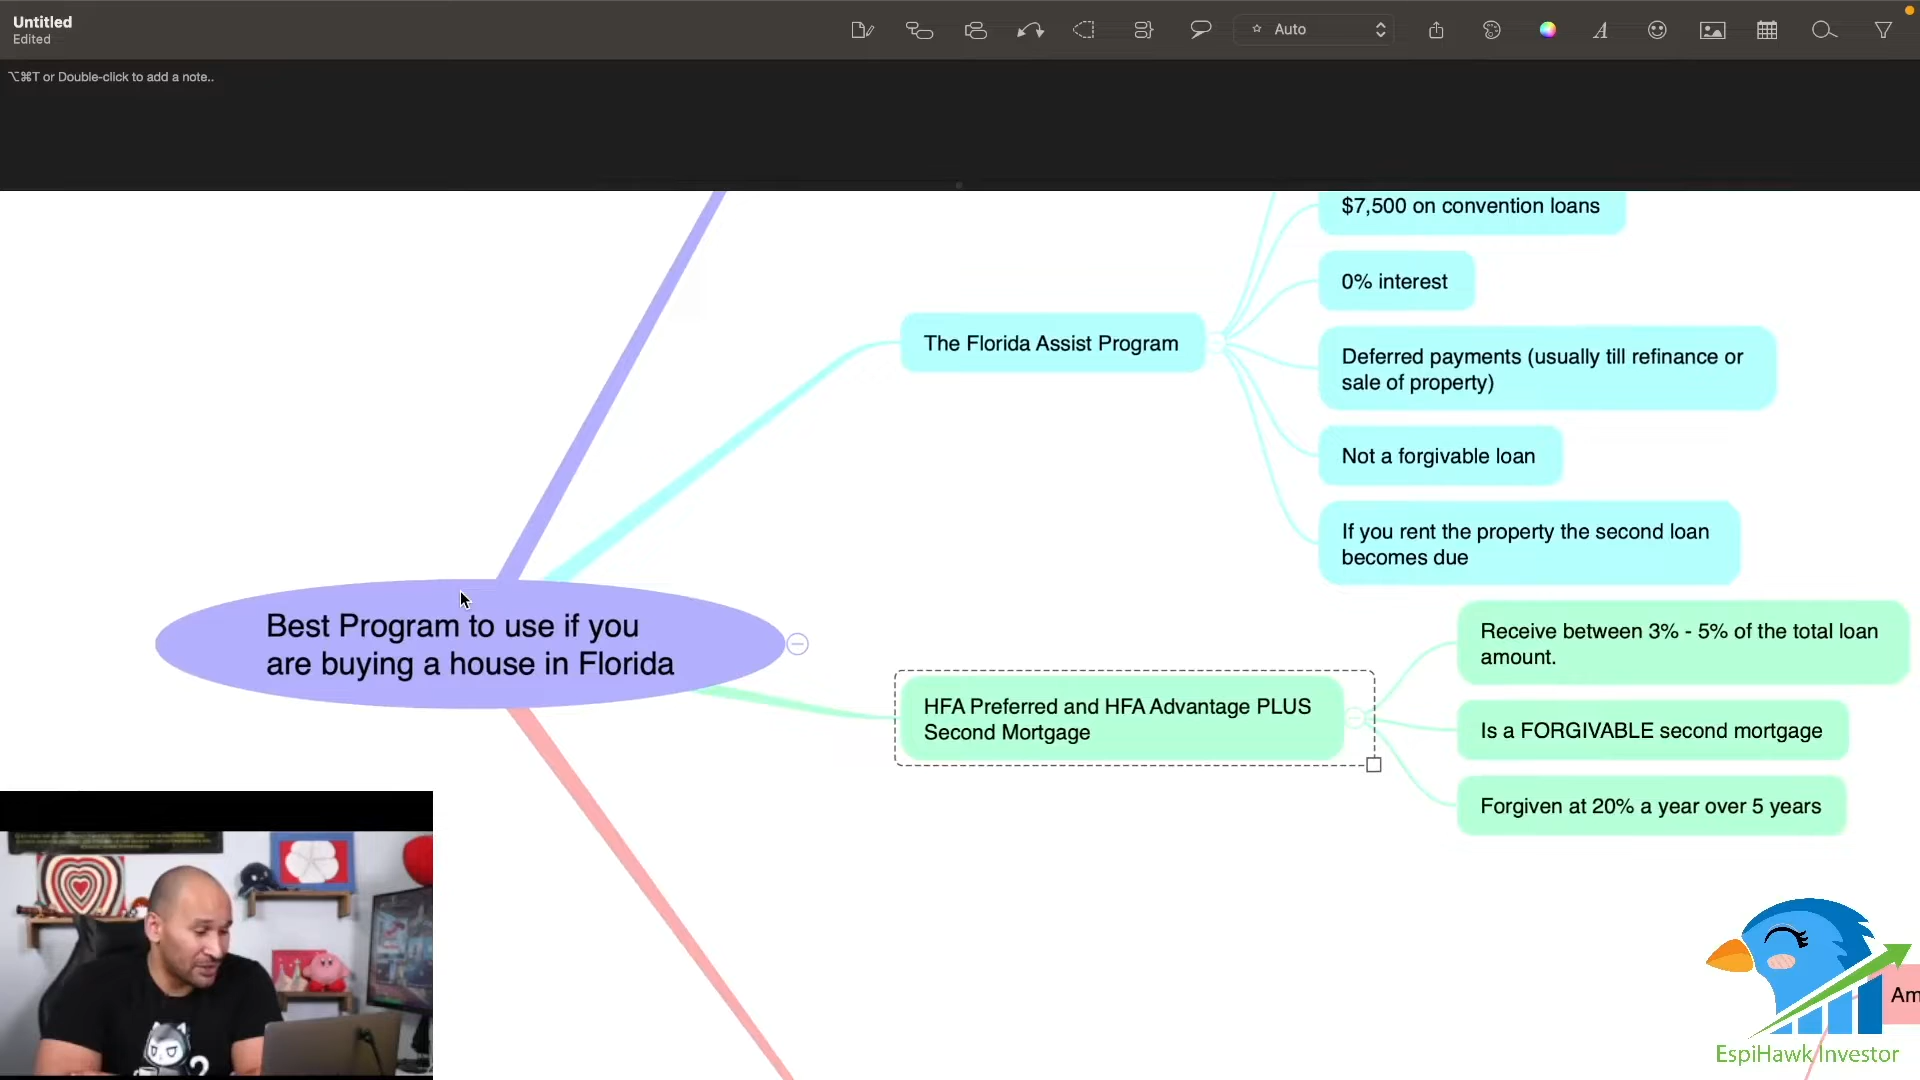 Untitled
Edited
Auto
⌥⌘T or Double-click to add a note..
$7,500 on convention loans
0% interest
The Florida Assist Program
Deferred payments (usually till refinance or
sale of property)
Not a forgivable loan
If you rent the property the second loan
becomes due
Best Program to use if you
are buying a house in Florida
Receive between 3% - 5% of the total loan
amount.
HFA Preferred and HFA Advantage PLUS
Second Mortgage
Is a FORGIVABLE second mortgage
Forgiven at 20% a year over 5 years
Am
EspiHawk Investor